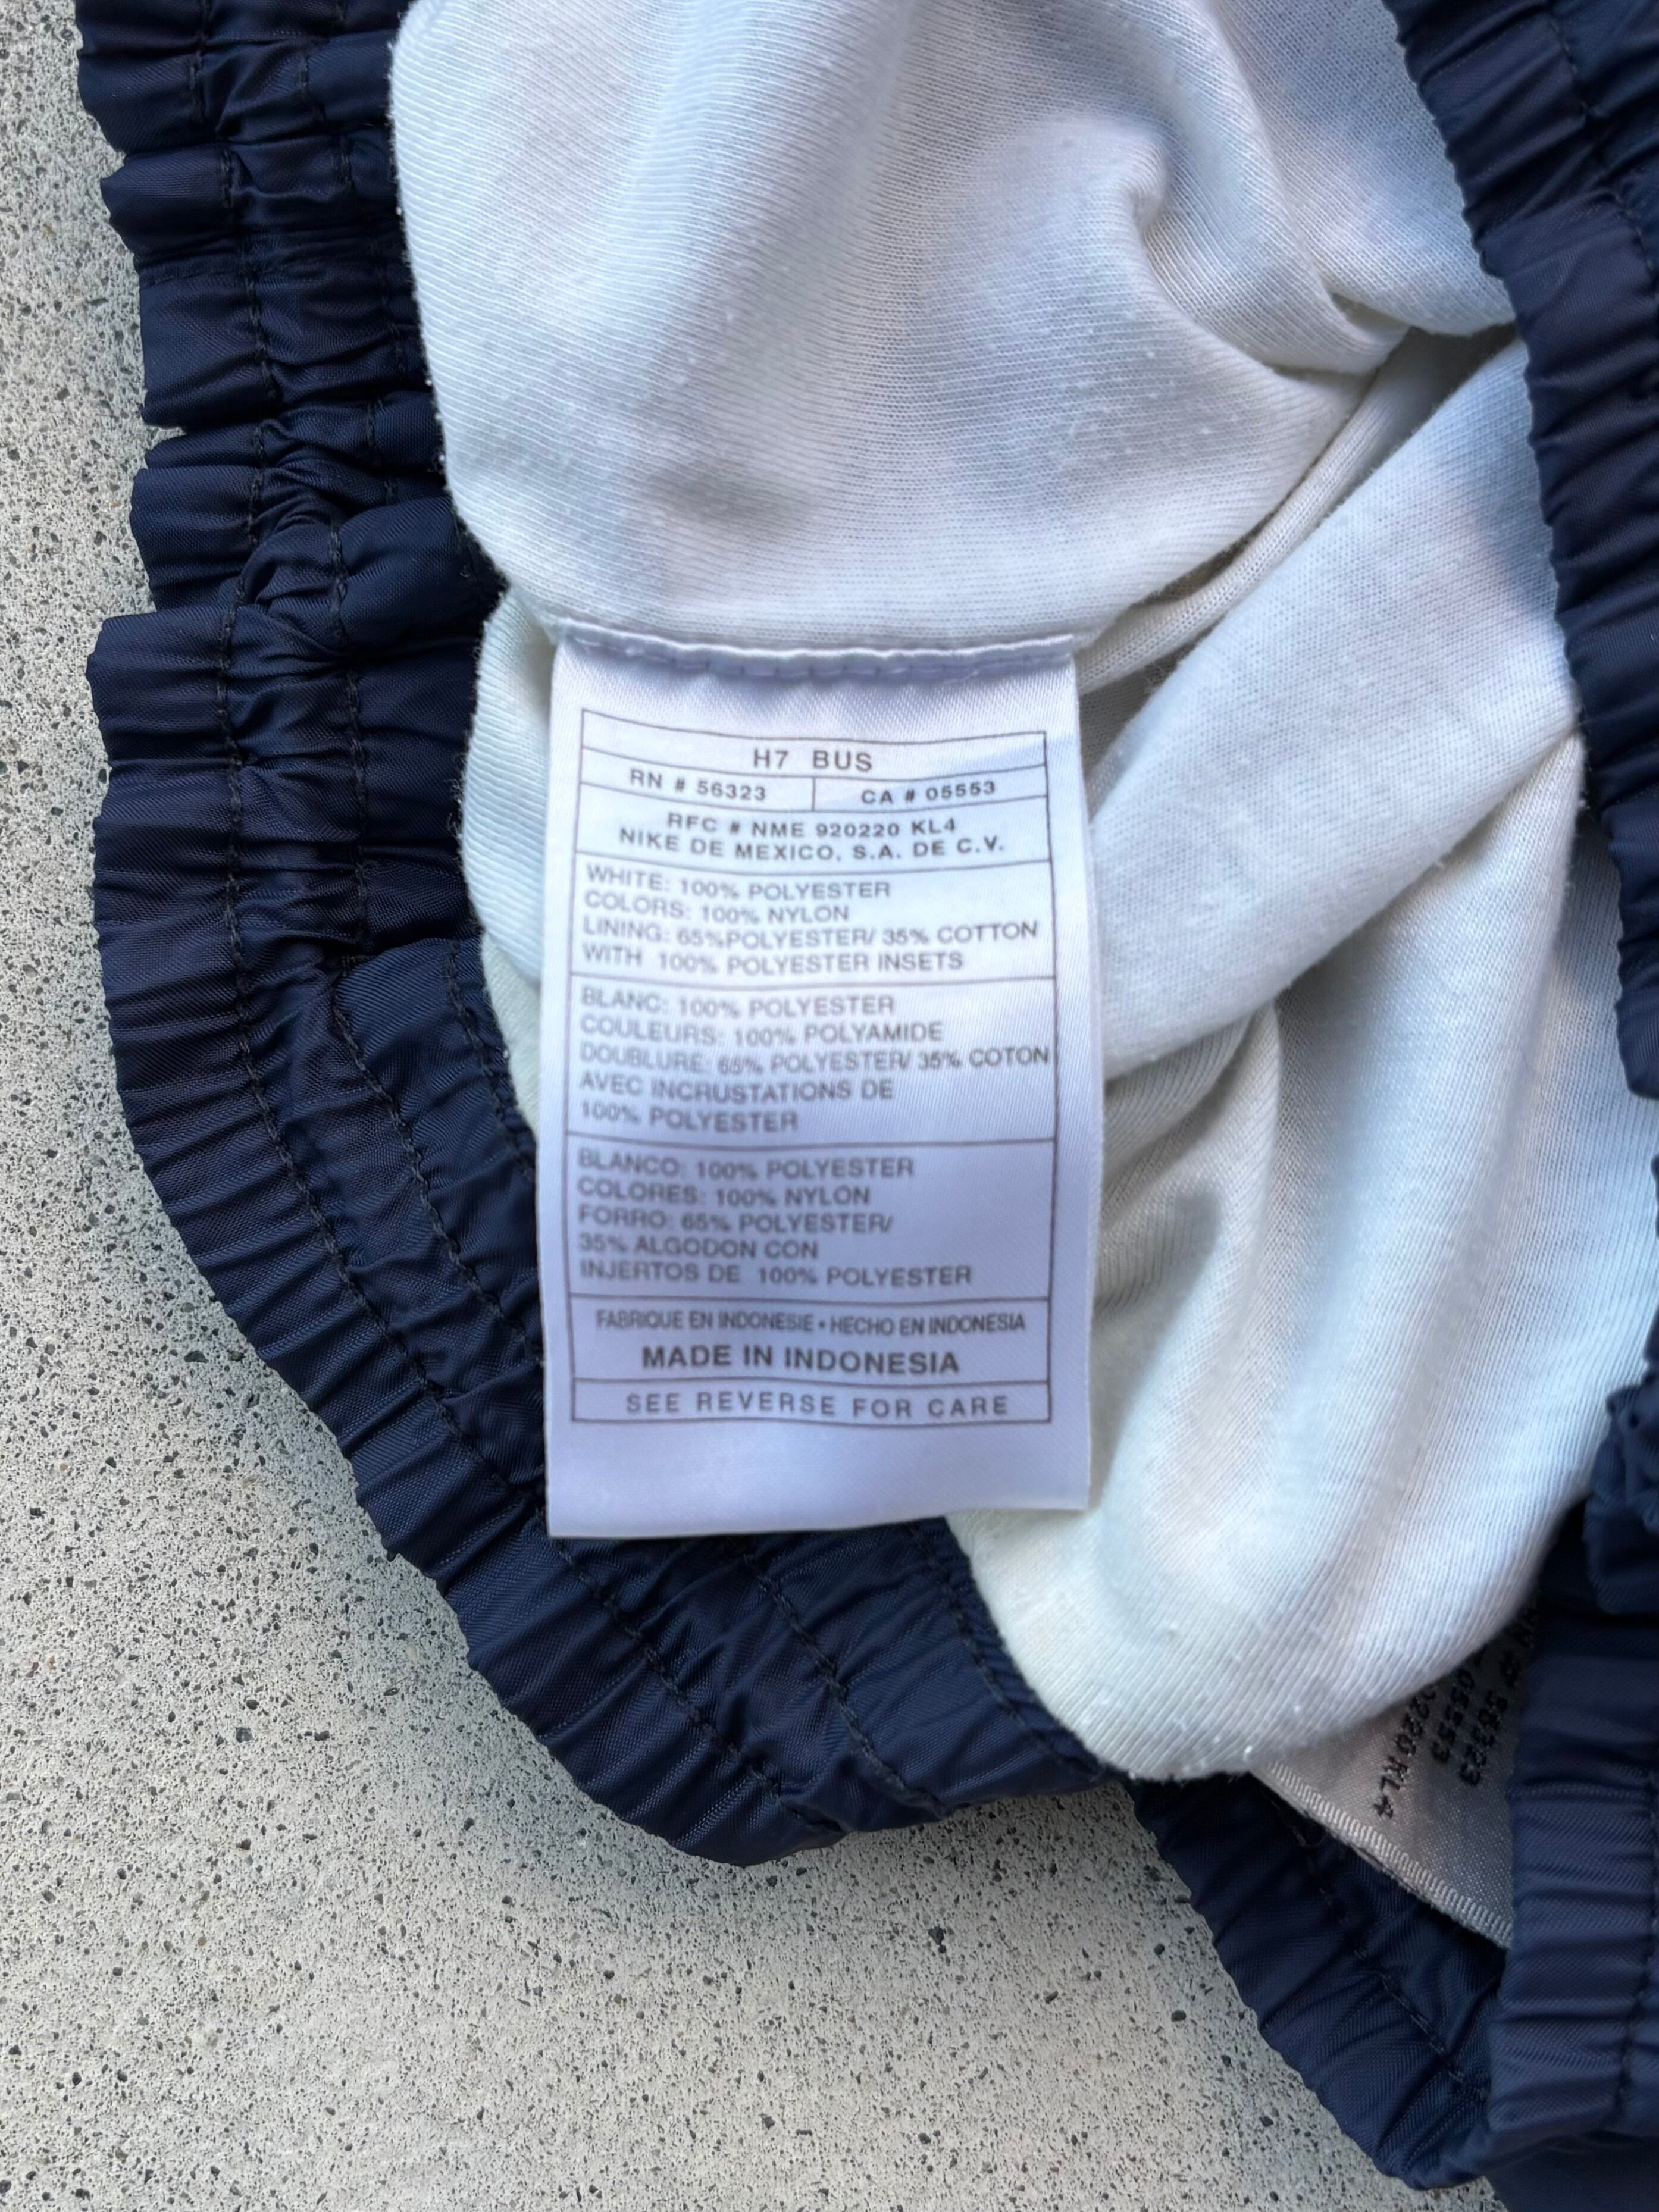 H7 BUS
RN # 56323 CA # 05553
RFC # NME 920220 KL4
NIKE DE MEXICO, S.A. DE C.V.
WHITE: 100% POLYESTER
COLORS: 100% NYLON
LINING: 65%POLYESTER/ 35% COTTON
WITH 100% POLYESTER INSETS
BLANC: 100% POLYESTER
COULEURS: 100% POLYAMIDE
DOUBLURE: 65% POLYESTER/ 35% COTON
AVEC INCRUSTATIONS DE
100% POLYESTER
BLANCO: 100% POLYESTER
COLORES: 100% NYLON
FORRO: 65% POLYESTER/
35% ALGODON CON
INJERTOS DE 100% POLYESTER
FABRIQUE EN INDONESIE • HECHO EN INDONESIA
MADE IN INDONESIA
SEE REVERSE FOR CARE
# 56323
05553
KL4